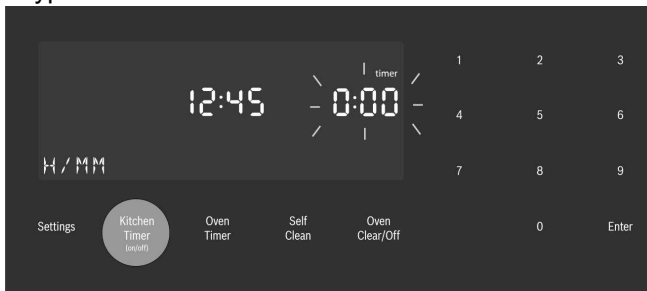 timer
12:45 0:00
H/MM
1 2 3
4 5 6
7 8 9
0 Enter
Settings
Kitchen
Timer
(on/off)
Oven
Timer
Self
Clean
Oven
Clear/Off